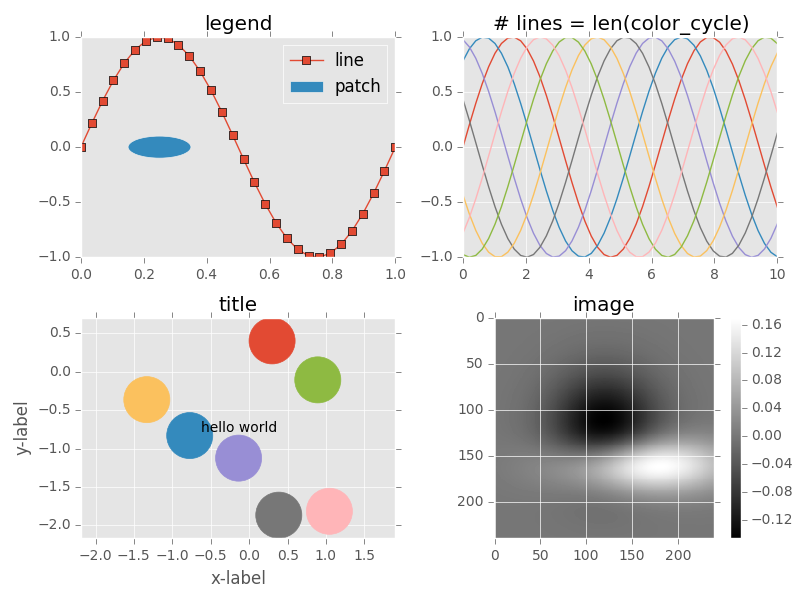 legend
1.0
0.5
0.0
−0.5
−1.0
0.0 0.2 0.4 0.6 0.8 1.0
line
patch
# lines = len(color_cycle)
1.0
0.5
0.0
−0.5
−1.0
0 2 4 6 8 10
title
0.5
0.0
−0.5
−1.0
−1.5
−2.0
y-label
hello world
−2.0 −1.5 −1.0 −0.5 0.0 0.5 1.0 1.5
x-label
image
0
50
100
150
200
0 50 100 150 200
0.16
0.12
0.08
0.04
0.00
−0.04
−0.08
−0.12